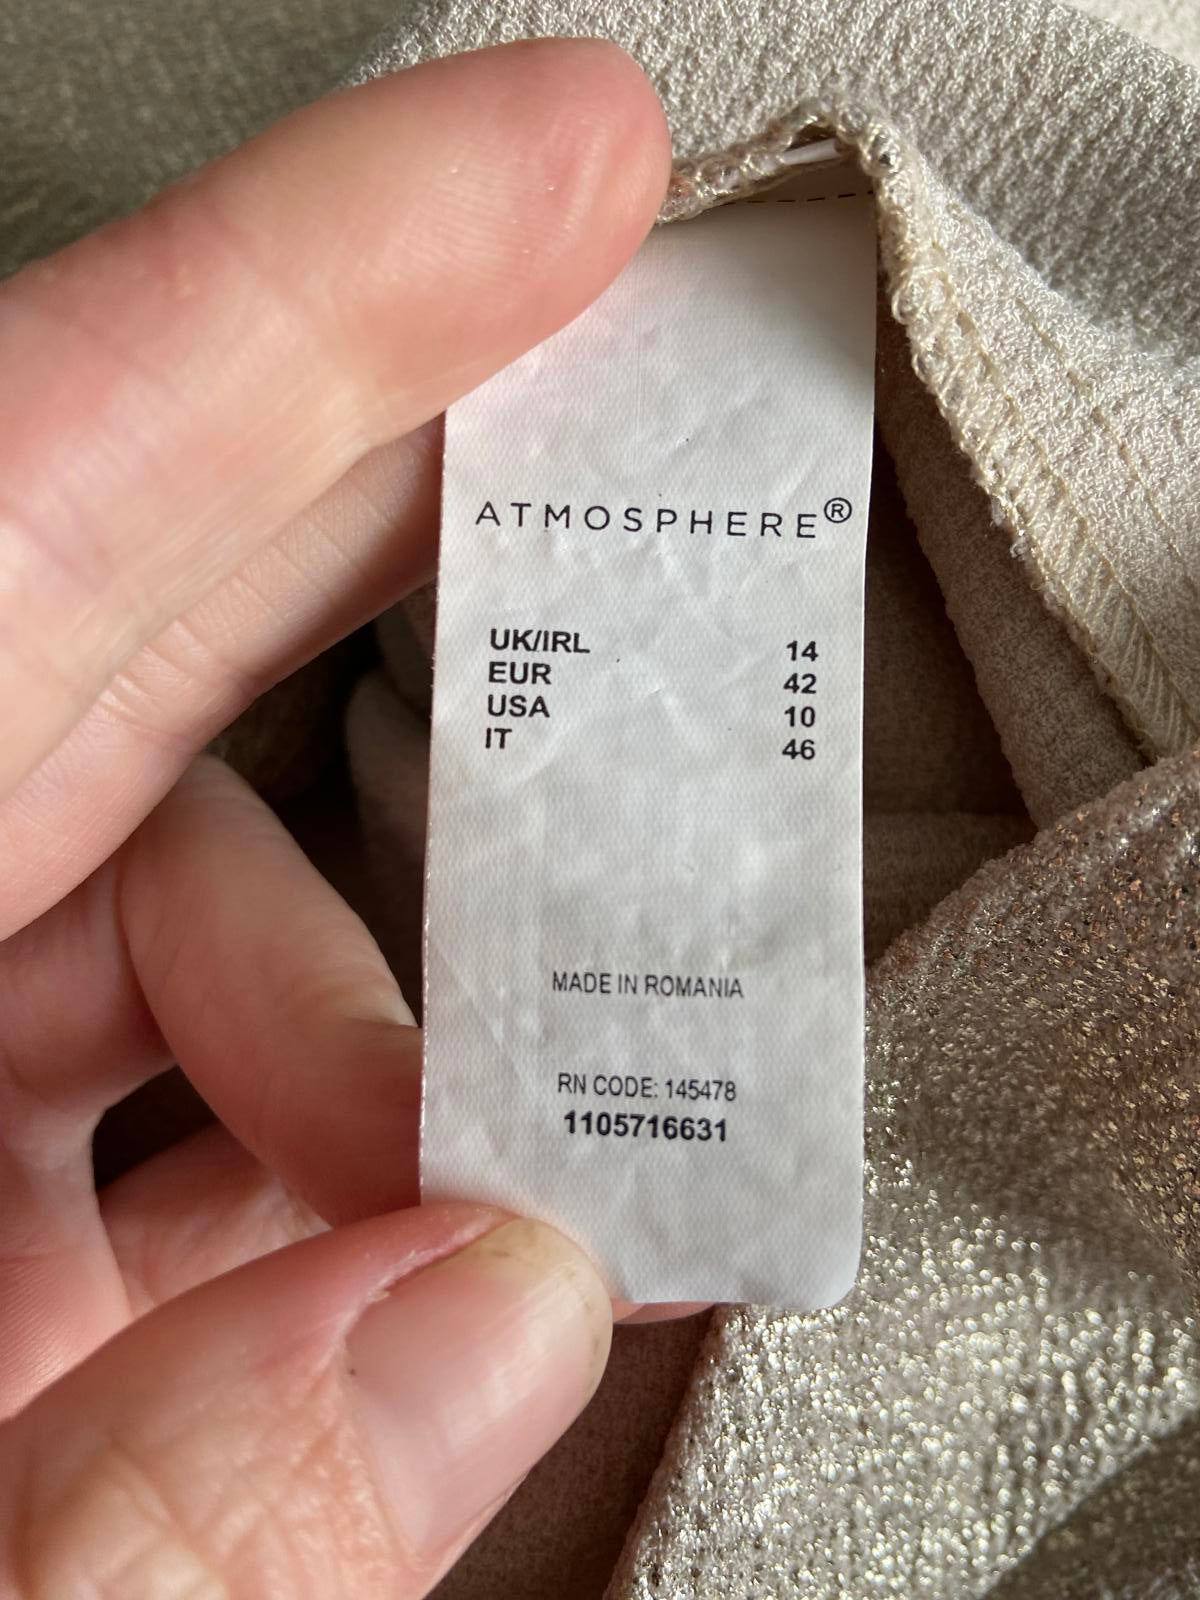 ATMOSPHERE®
UK/IRL 14
EUR 42
USA 10
IT 46
MADE IN ROMANIA
RN CODE: 145478
1105716631